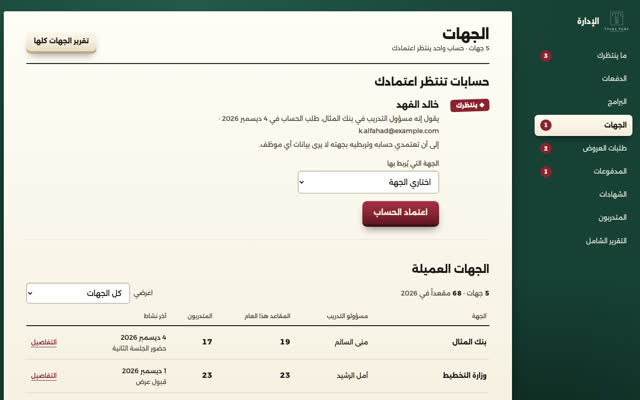 الإدارة
THREE PEAK
ما ينتظرك
3
الدفعات
البرامج
الجهات
1
طلبات العروض
2
المدفوعات
1
الشهادات
المتدربون
التقرير الشامل
الجهات
5 جهات · حساب واحد ينتظر اعتمادك
تقرير الجهات كلها
حسابات تنتظر اعتمادك
ينتظرك
خالد الفهد
يقول إنه مسؤول التدريب في بنك المثال. طلب الحساب في 4 ديسمبر 2026 ·
k.alfahad@example.com
إلى أن تعتمدي حسابه وتربطيه بجهته لا يرى بيانات أي موظف.
الجهة التي يُربط بها
اختاري الجهة
اعتماد الحساب
الجهات العميلة
5 جهات · 68 مقعداً في 2026
اعرضي
كل الجهات
الجهة مسؤولو التدريب المقاعد هذا العام المتدربون آخر نشاط
بنك المثال منى السالم 19 17 4 ديسمبر 2026 التفاصيل
حضور الجلسة الثانية
وزارة التخطيط أمل الرشيد 23 23 1 ديسمبر 2026 التفاصيل
قبول عرض